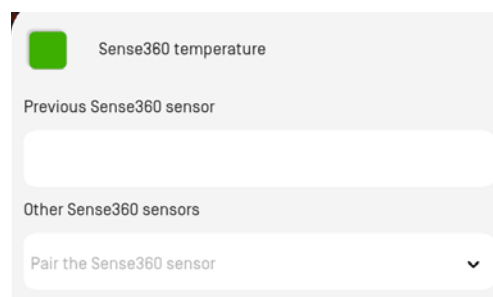 Sense360 temperature
Previous Sense360 sensor
Other Sense360 sensors
Pair the Sense360 sensor